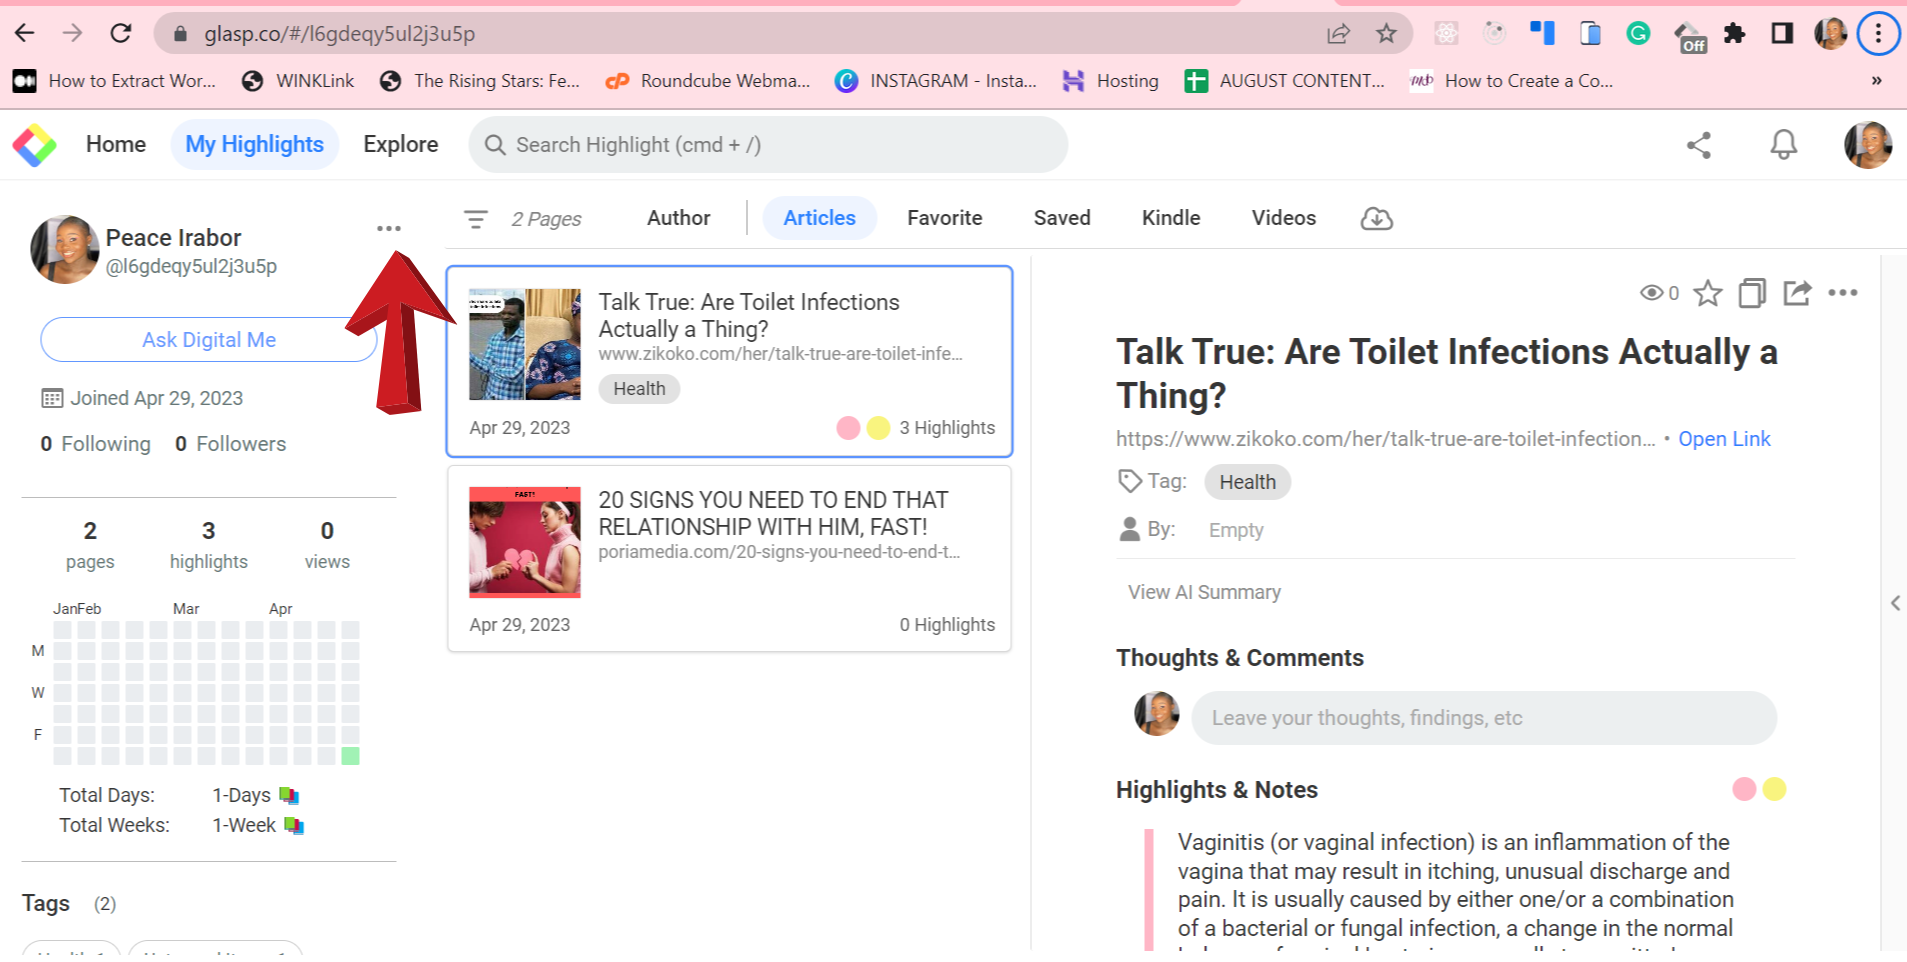 glasp.co/#/l6gdeqy5ul2j3u5p
Off
How to Extract Wor...
WINKLink
The Rising Stars: Fe...
Roundcube Webma...
INSTAGRAM - Insta...
Hosting
AUGUST CONTENT...
How to Create a Co...
»
Home
My Highlights
Explore
Search Highlight (cmd + /)
Peace Irabor
@l6gdeqy5ul2j3u5p
Ask Digital Me
Joined Apr 29, 2023
0 Following 0 Followers
2 3 0
pages highlights views
JanFeb Mar Apr
M
W
F
Total Days: 1-Days
Total Weeks: 1-Week
Tags (2)
2 Pages
Author
Articles
Favorite
Saved
Kindle
Videos
Talk True: Are Toilet Infections
Actually a Thing?
www.zikoko.com/her/talk-true-are-toilet-infe...
Health
Apr 29, 2023
3 Highlights
FAST!
20 SIGNS YOU NEED TO END THAT
RELATIONSHIP WITH HIM, FAST!
poriamedia.com/20-signs-you-need-to-end-t...
Apr 29, 2023
0 Highlights
0
Talk True: Are Toilet Infections Actually a
Thing?
https://www.zikoko.com/her/talk-true-are-toilet-infection... • Open Link
Tag: Health
By: Empty
View AI Summary
Thoughts & Comments
Leave your thoughts, findings, etc
Highlights & Notes
Vaginitis (or vaginal infection) is an inflammation of the
vagina that may result in itching, unusual discharge and
pain. It is usually caused by either one/or a combination
of a bacterial or fungal infection, a change in the normal